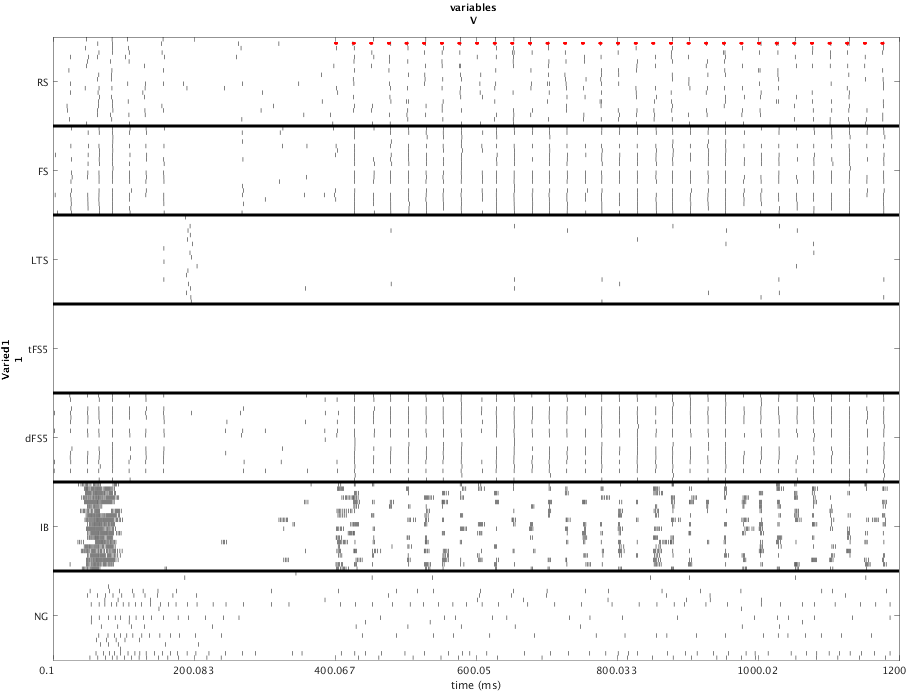 variables
V
RS
FS
LTS
tFS5
dFS5
IB
NG
Varied1
1
0.1 200.083 400.067 600.05 800.033 1000.02 1200
time (ms)